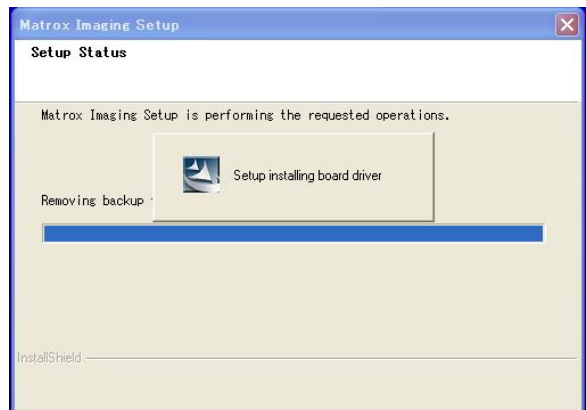 Matrox Imaging Setup
Setup Status
Matrox Imaging Setup is performing the requested operations.
Setup installing board driver
Removing backup
InstallShield